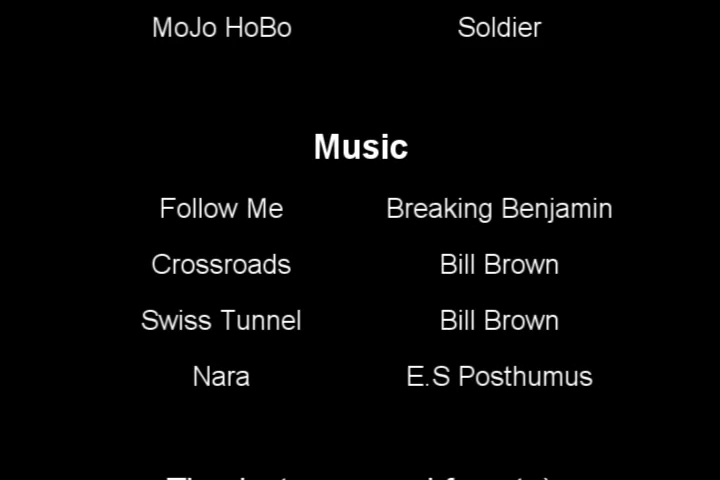 MoJo HoBo Soldier
Music
Follow Me Breaking Benjamin
Crossroads Bill Brown
Swiss Tunnel Bill Brown
Nara E.S Posthumus